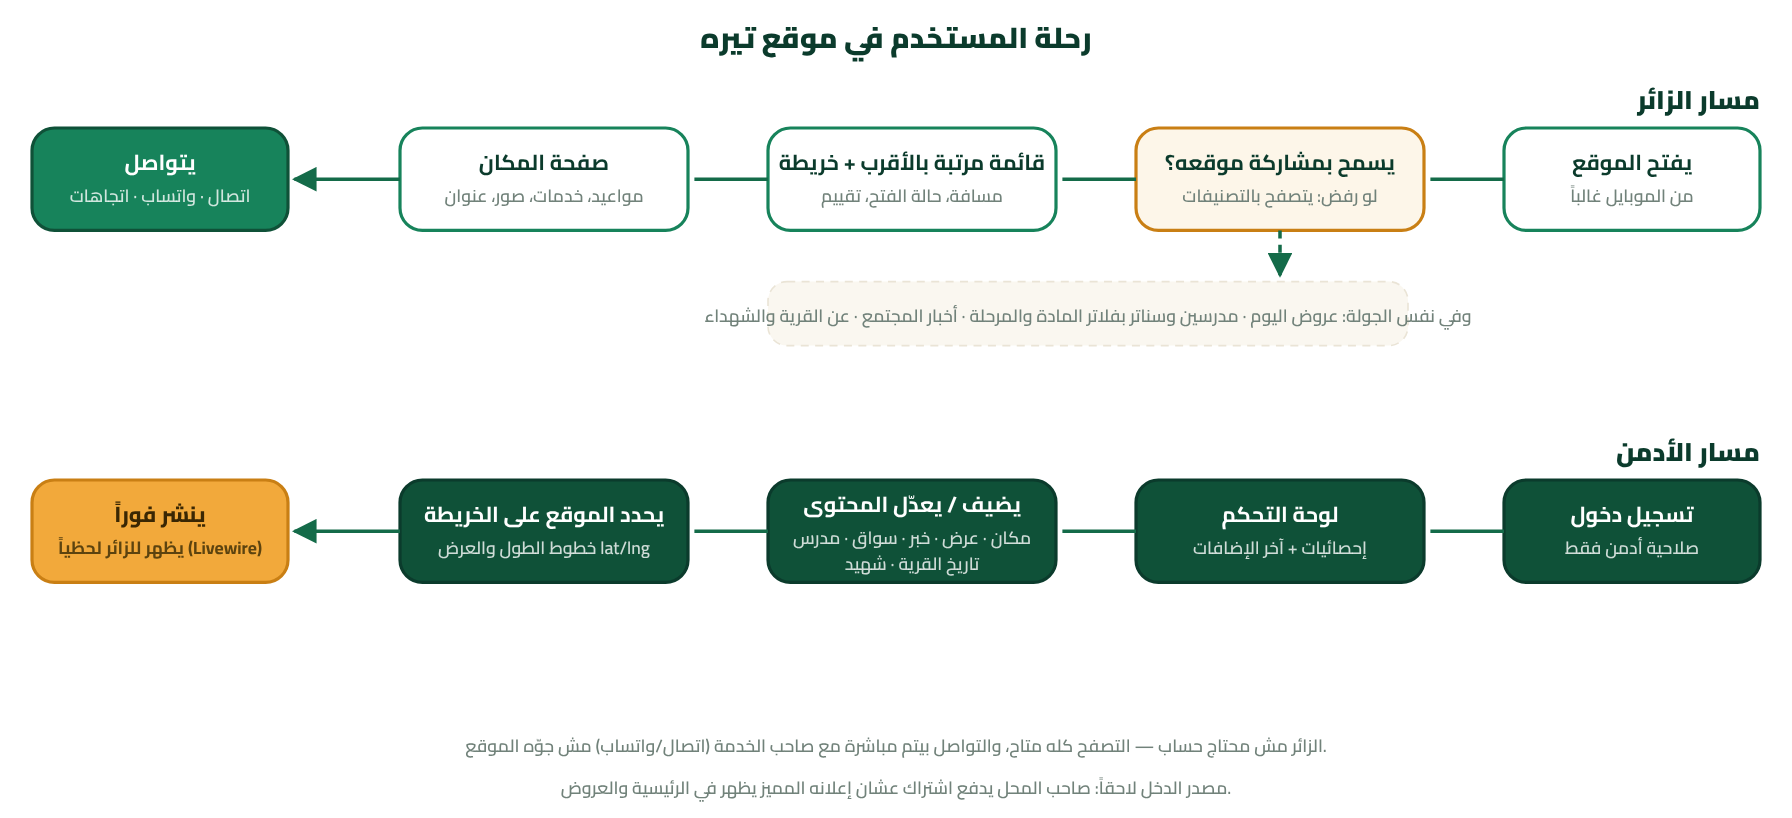 رحلة المستخدم في موقع تيره
مسار الزائر
يفتح الموقع
من الموبايل غالباً
يسمح بمشاركة موقعه؟
لو رفض: يتصفح بالتصنيفات
قائمة مرتبة بالأقرب + خريطة
مسافة، حالة الفتح، تقييم
صفحة المكان
مواعيد، خدمات، صور، عنوان
يتواصل
اتصال · واتساب · اتجاهات
وفي نفس الجولة: عروض اليوم · مدرسين وسناتر بفلاتر المادة والمرحلة · أخبار المجتمع · عن القرية والشهداء
مسار الأدمن
تسجيل دخول
صلاحية أدمن فقط
لوحة التحكم
إحصائيات + آخر الإضافات
يضيف / يعدّل المحتوى
مكان · عرض · خبر · سواق · مدرس
تاريخ القرية · شهيد
يحدد الموقع على الخريطة
خطوط الطول والعرض lat/lng
ينشر فوراً
يظهر للزائر لحظياً (Livewire)
الزائر مش محتاج حساب — التصفح كله متاح، والتواصل بيتم مباشرة مع صاحب الخدمة (اتصال/واتساب) مش جوّه الموقع.
مصدر الدخل لاحقاً: صاحب المحل يدفع اشتراك عشان إعلانه المميز يظهر في الرئيسية والعروض.